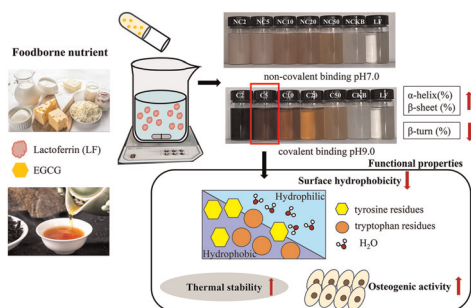 Foodborne nutrient
Lactoferrin (LF)
EGCG
NC2 NC5 NC10 NC20 NC50 NCKB LF
non-covalent binding pH7.0
C2 C5 C10 C20 C50 CKB LF
covalent binding pH9.0
α-helix(%)
β-sheet (%)
β-turn (%)
Functional properties
Surface hydrophobicity
Hydrophilic
Hydrophobic
tyrosine residues
tryptophan residues
H₂O
Thermal stability
Osteogenic activity